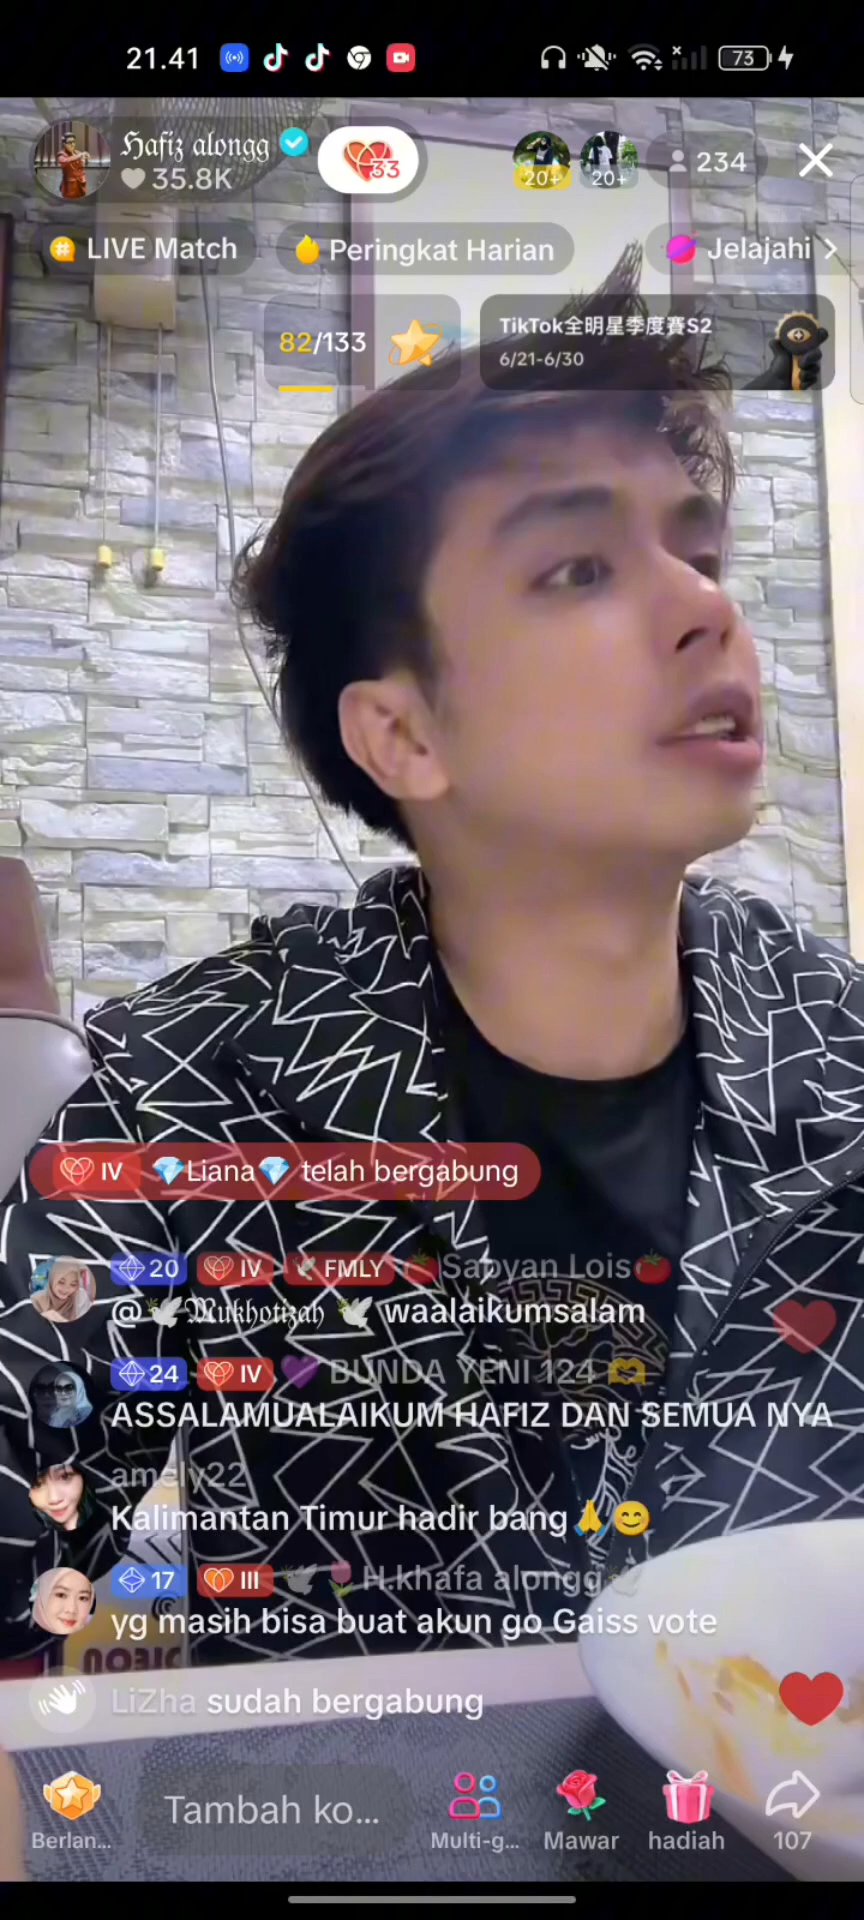 21.41
73
Hafiz alongg
35.8K
33
20+
20+
234
LIVE Match
Peringkat Harian
Jelajahi
82/133
TikTok全明星季度賽S2
6/21-6/30
IV 💎Liana💎 telah bergabung
20 IV FMLY 🍅Sapyan Lois🍅
@🕊Mukhotizah 🕊 waalaikumsalam
24 IV 💜 BUNDA YENI 124 🫶
ASSALAMUALAIKUM HAFIZ DAN SEMUA NYA
amely22
Kalimantan Timur hadir bang🙏😊
17 III 🕊🌷H.khafa alongg🕊
yg masih bisa buat akun go Gaiss vote
LiZha sudah bergabung
Berlan...
Tambah ko...
Multi-g...
Mawar
hadiah
107